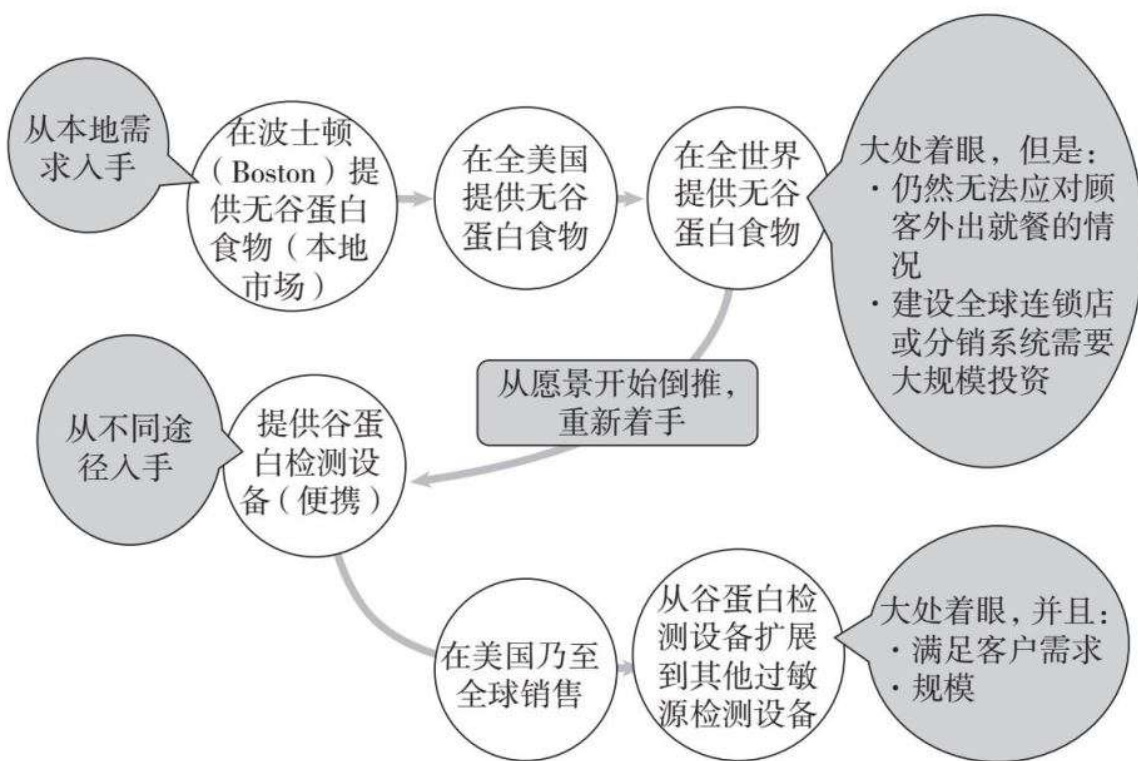 从本地需
求入手
在波士顿
（Boston）提
供无谷蛋白
食物（本地
市场）
在全美国
提供无谷
蛋白食物
在全世界
提供无谷
蛋白食物
大处着眼，但是：
·仍然无法应对顾
客外出就餐的情
况
·建设全球连锁店
或分销系统需要
大规模投资
从愿景开始倒推，
重新着手
从不同途
径入手
提供谷蛋
白检测设
备（便携）
在美国乃至
全球销售
从谷蛋白检
测设备扩展
到其他过敏
源检测设备
大处着眼，并且：
·满足客户需求
·规模